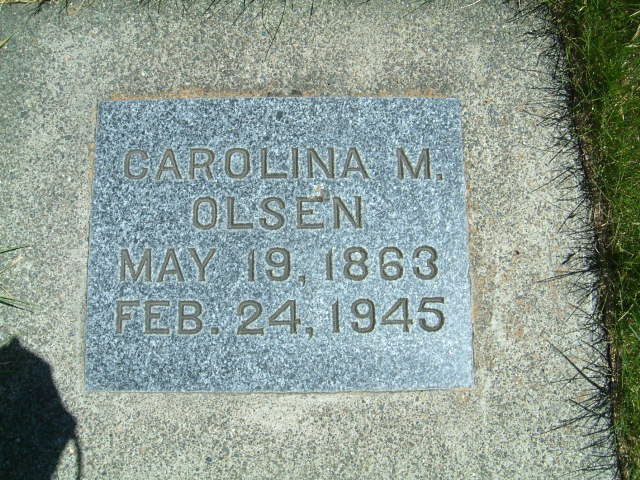 CAROLINA M.
OLSEN
MAY 19, 1863
FEB. 24, 1945